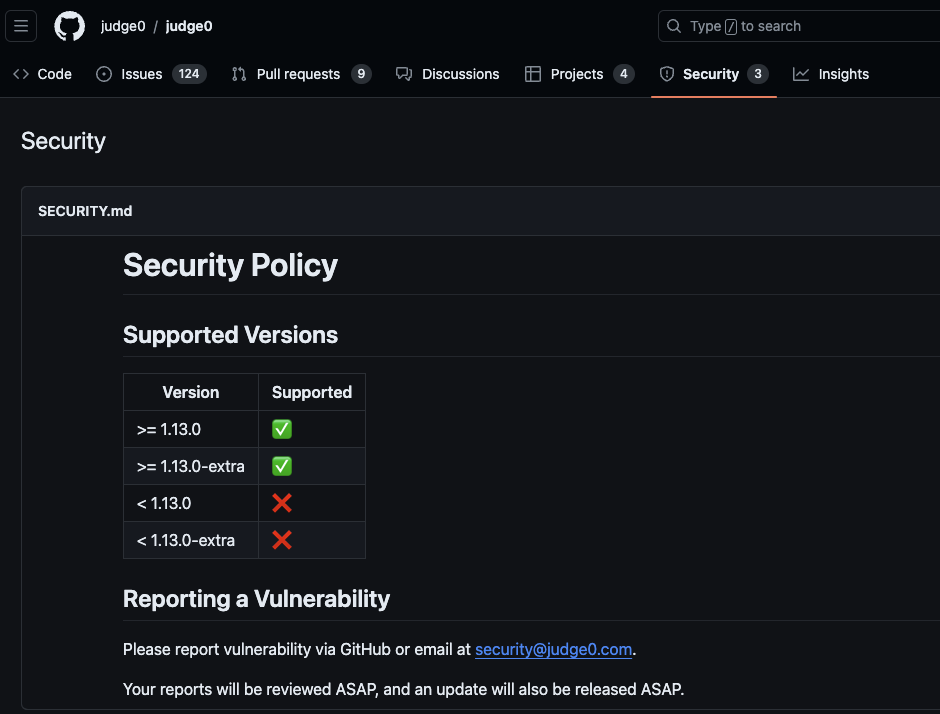 judge0 / judge0
Type / to search
Code Issues 124 Pull requests 9 Discussions Projects 4 Security 3 Insights
Security
SECURITY.md
Security Policy
Supported Versions
Version Supported
>= 1.13.0 ✅
>= 1.13.0-extra ✅
< 1.13.0 ❌
< 1.13.0-extra ❌
Reporting a Vulnerability
Please report vulnerability via GitHub or email at security@judge0.com.
Your reports will be reviewed ASAP, and an update will also be released ASAP.